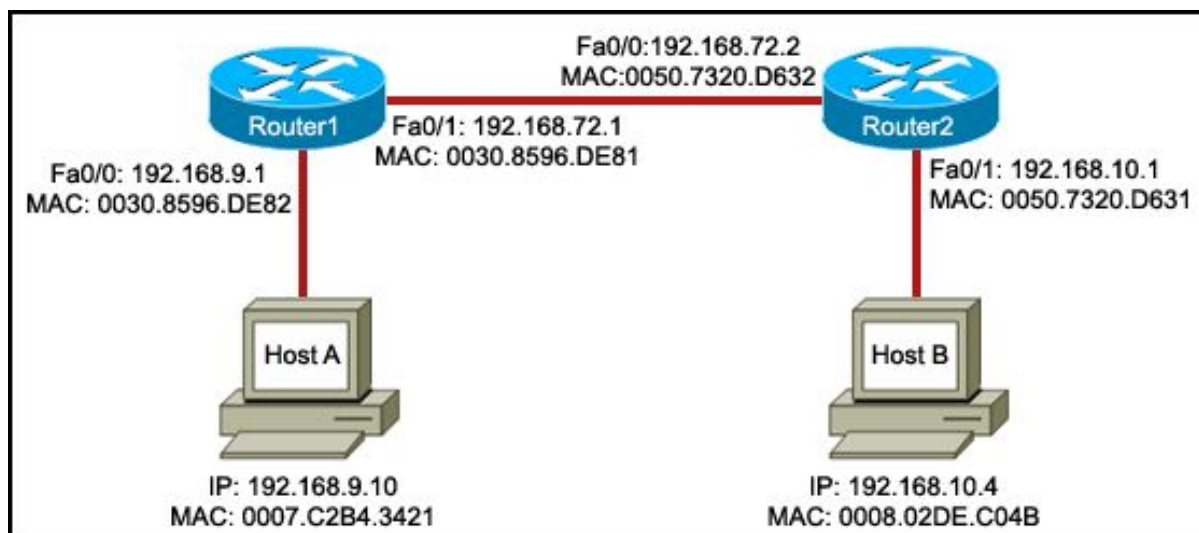 Fa0/0:192.168.72.2
MAC:0050.7320.D632
Router1
Router2
Fa0/1: 192.168.72.1
MAC: 0030.8596.DE81
Fa0/0: 192.168.9.1
MAC: 0030.8596.DE82
Fa0/1: 192.168.10.1
MAC: 0050.7320.D631
Host A
Host B
IP: 192.168.9.10
MAC: 0007.C2B4.3421
IP: 192.168.10.4
MAC: 0008.02DE.C04B